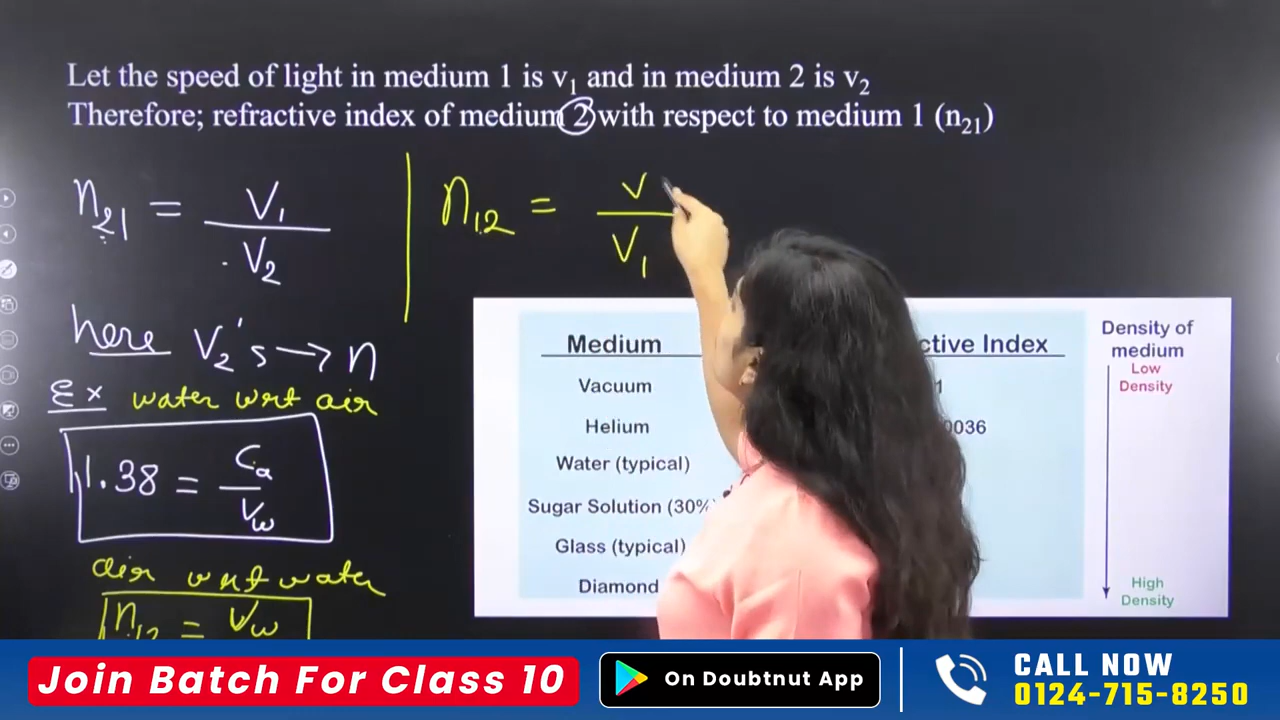 Let the speed of light in medium 1 is v₁ and in medium 2 is v₂
Therefore; refractive index of medium 2 with respect to medium 1 (n₂₁)
n₂₁ = V₁/V₂
n₁₂ = V/V₁
here V₂'s → n
Ex water wrt air
1.38 = Cₐ/V_w
air wrt water
n₁₂ = V_w
Medium
ctive Index
Vacuum 1
Helium 0036
Water (typical)
Sugar Solution (30%
Glass (typical)
Diamond
Density of
medium
Low
Density
High
Density
Join Batch For Class 10
On Doubtnut App
CALL NOW
0124-715-8250